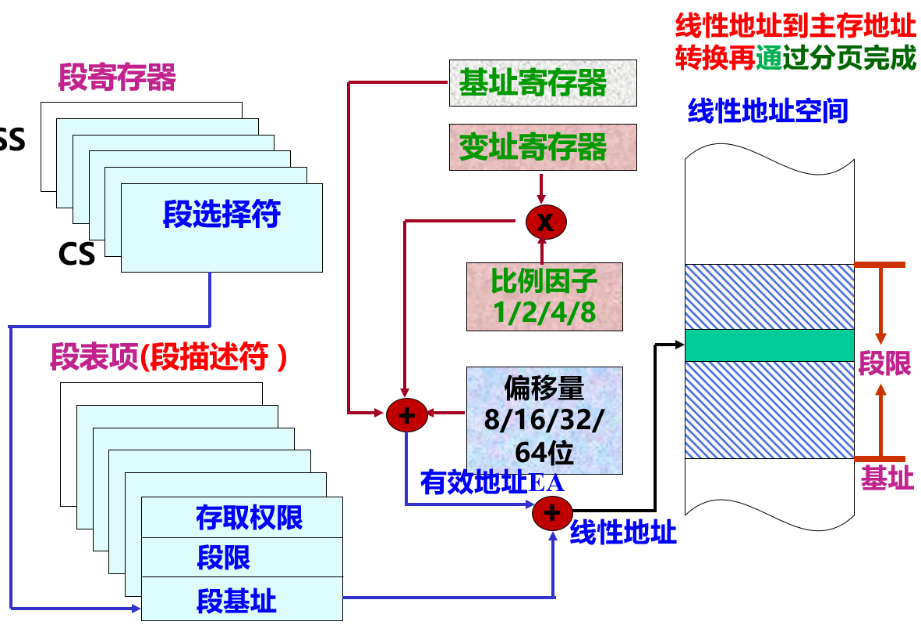 线性地址到主存地址
转换再通过分页完成
段寄存器
SS
段选择符
CS
基址寄存器
变址寄存器
X
比例因子
1/2/4/8
线性地址空间
段限
基址
段表项(段描述符 )
存取权限
段限
段基址
+
偏移量
8/16/32/
64位
有效地址EA
+
线性地址